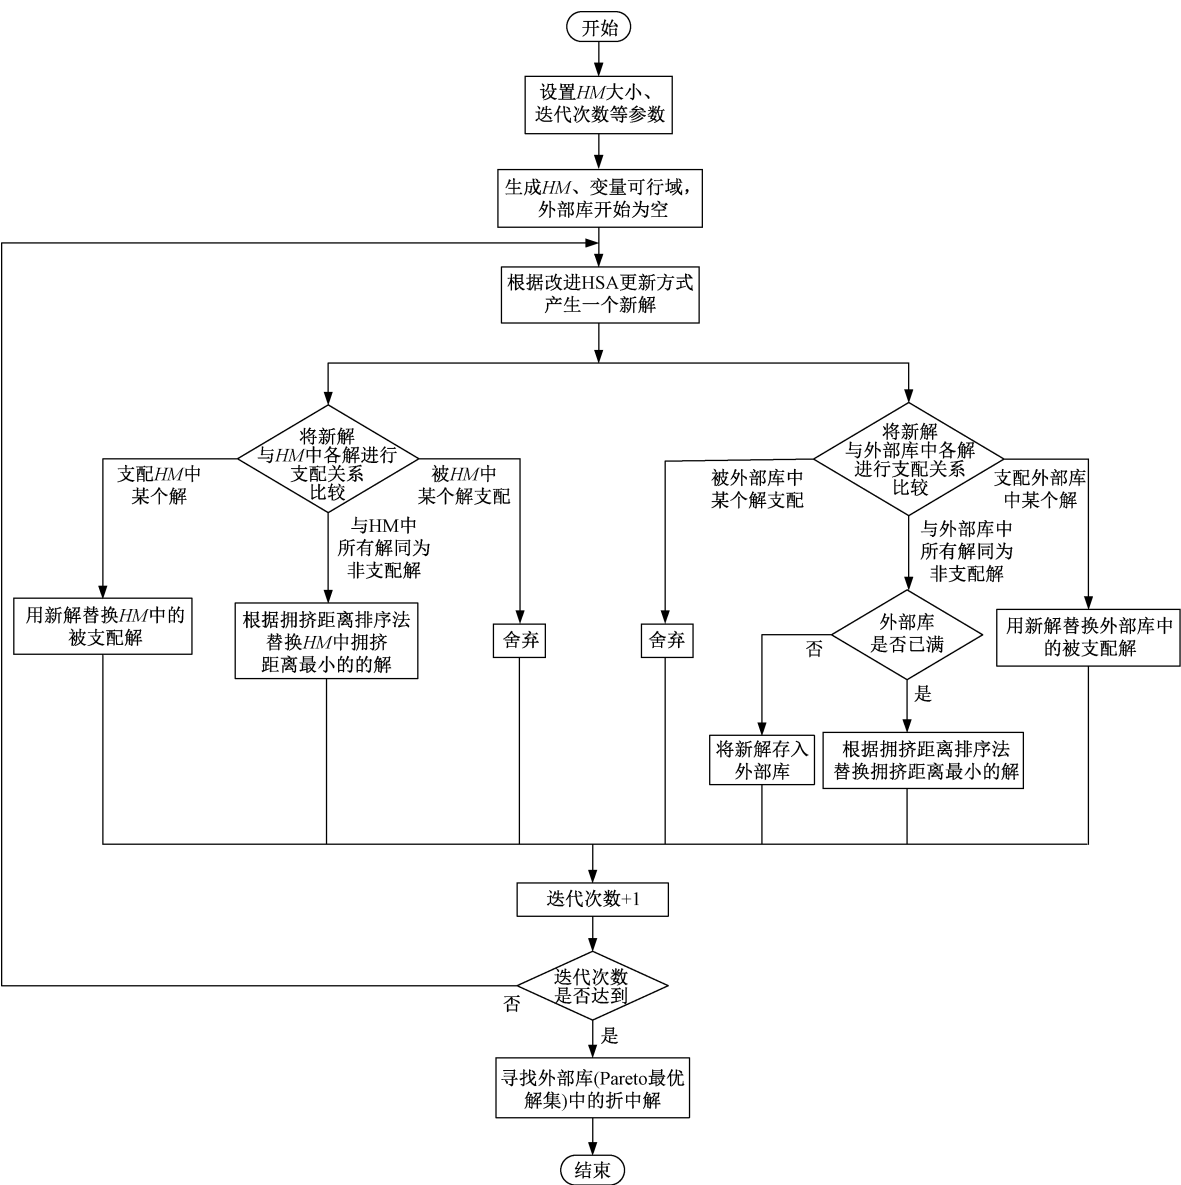 开始
设置HM大小、
迭代次数等参数
生成HM、变量可行域，
外部库开始为空
根据改进HSA更新方式
产生一个新解
将新解
与HM中各解进行
支配关系
比较
支配HM中
某个解
被HM中
某个解支配
与HM中
所有解同为
非支配解
用新解替换HM中的
被支配解
根据拥挤距离排序法
替换HM中拥挤
距离最小的的解
舍弃
将新解
与外部库中各解
进行支配关系
比较
被外部库中
某个解支配
支配外部库
中某个解
与外部库中
所有解同为
非支配解
舍弃
外部库
是否已满
否
是
用新解替换外部库中
的被支配解
将新解存入
外部库
根据拥挤距离排序法
替换拥挤距离最小的解
迭代次数+1
迭代次数
是否达到
否
是
寻找外部库(Pareto最优
解集)中的折中解
结束